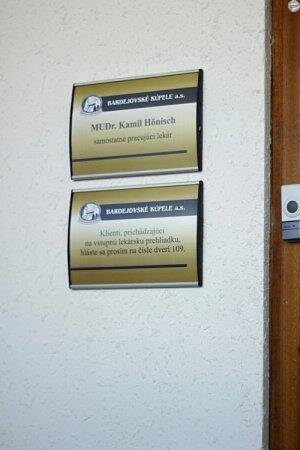 BARDEJOVSKÉ KÚPELE a.s.
MUDr. Kamil Hönisch
samostatne pracujúci lekár
BARDEJOVSKÉ KÚPELE a.s.
Klienti, prichádzajúci
na vstupnú lekársku prehliadku,
hláste sa prosím na čísle dverí 109.